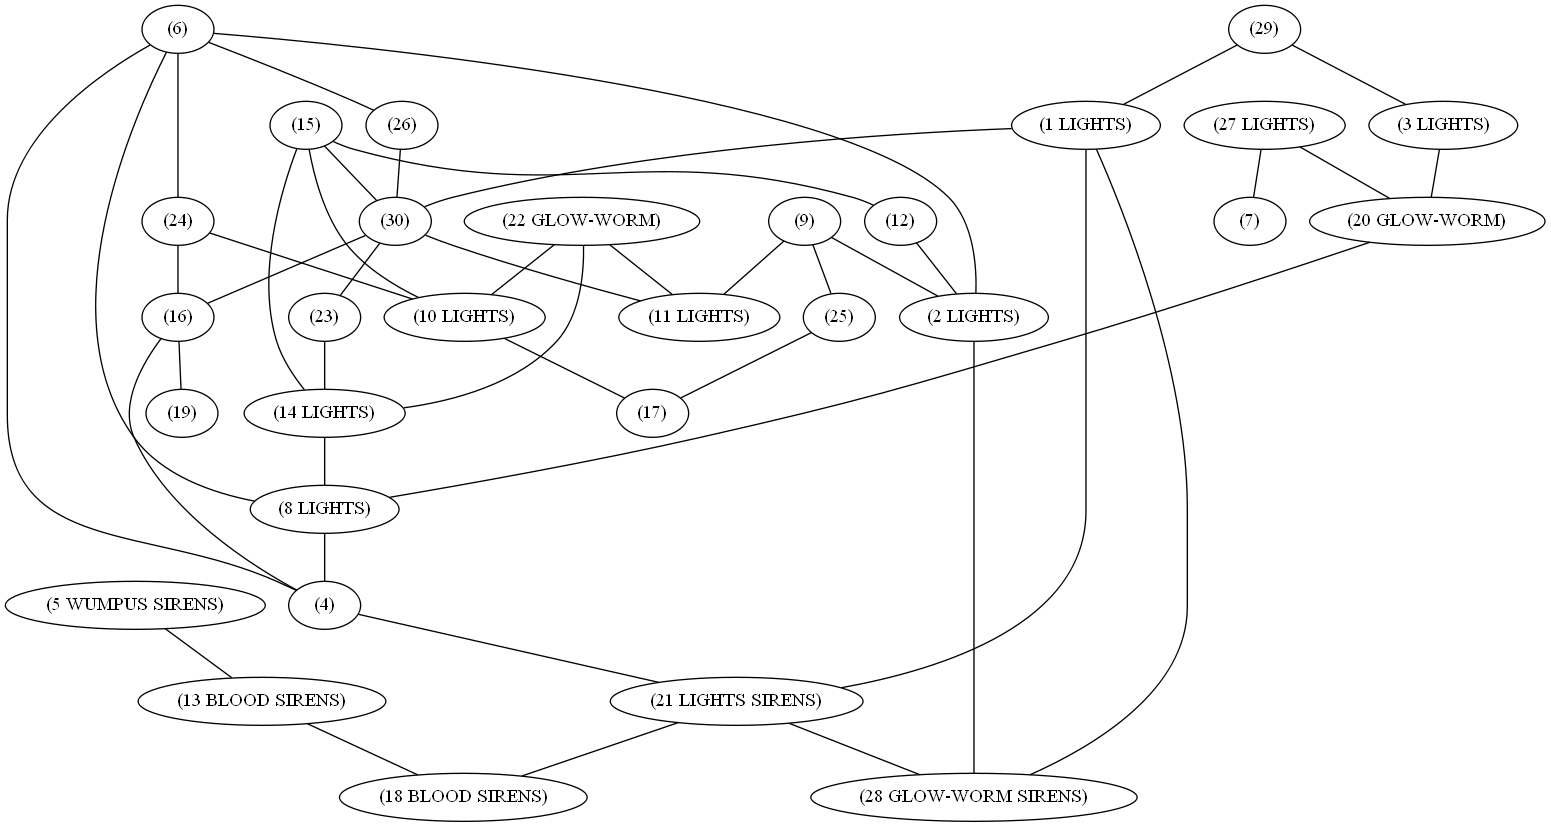 (6)
(29)
(15)
(26)
(1 LIGHTS)
(27 LIGHTS)
(3 LIGHTS)
(24)
(30)
(22 GLOW-WORM)
(9)
(12)
(7)
(20 GLOW-WORM)
(16)
(23)
(10 LIGHTS)
(11 LIGHTS)
(25)
(2 LIGHTS)
(19)
(14 LIGHTS)
(17)
(8 LIGHTS)
(5 WUMPUS SIRENS)
(4)
(13 BLOOD SIRENS)
(21 LIGHTS SIRENS)
(18 BLOOD SIRENS)
(28 GLOW-WORM SIRENS)